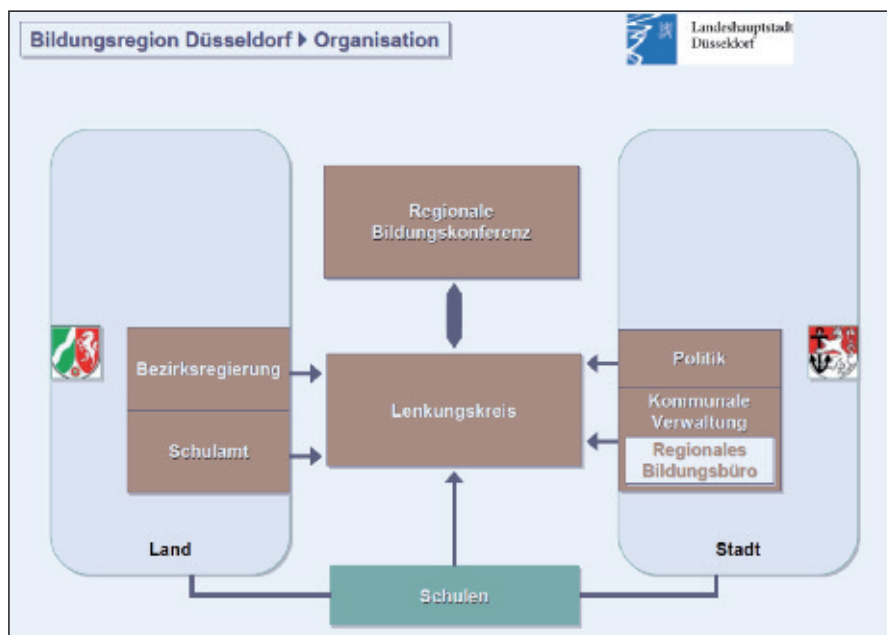 Bildungsregion Düsseldorf ▶ Organisation
Landeshauptstadt
Düsseldorf
Regionale
Bildungskonferenz
Bezirksregierung
Schulamt
Lenkungskreis
Politik
Kommunale
Verwaltung
Regionales
Bildungsbüro
Land
Stadt
Schulen